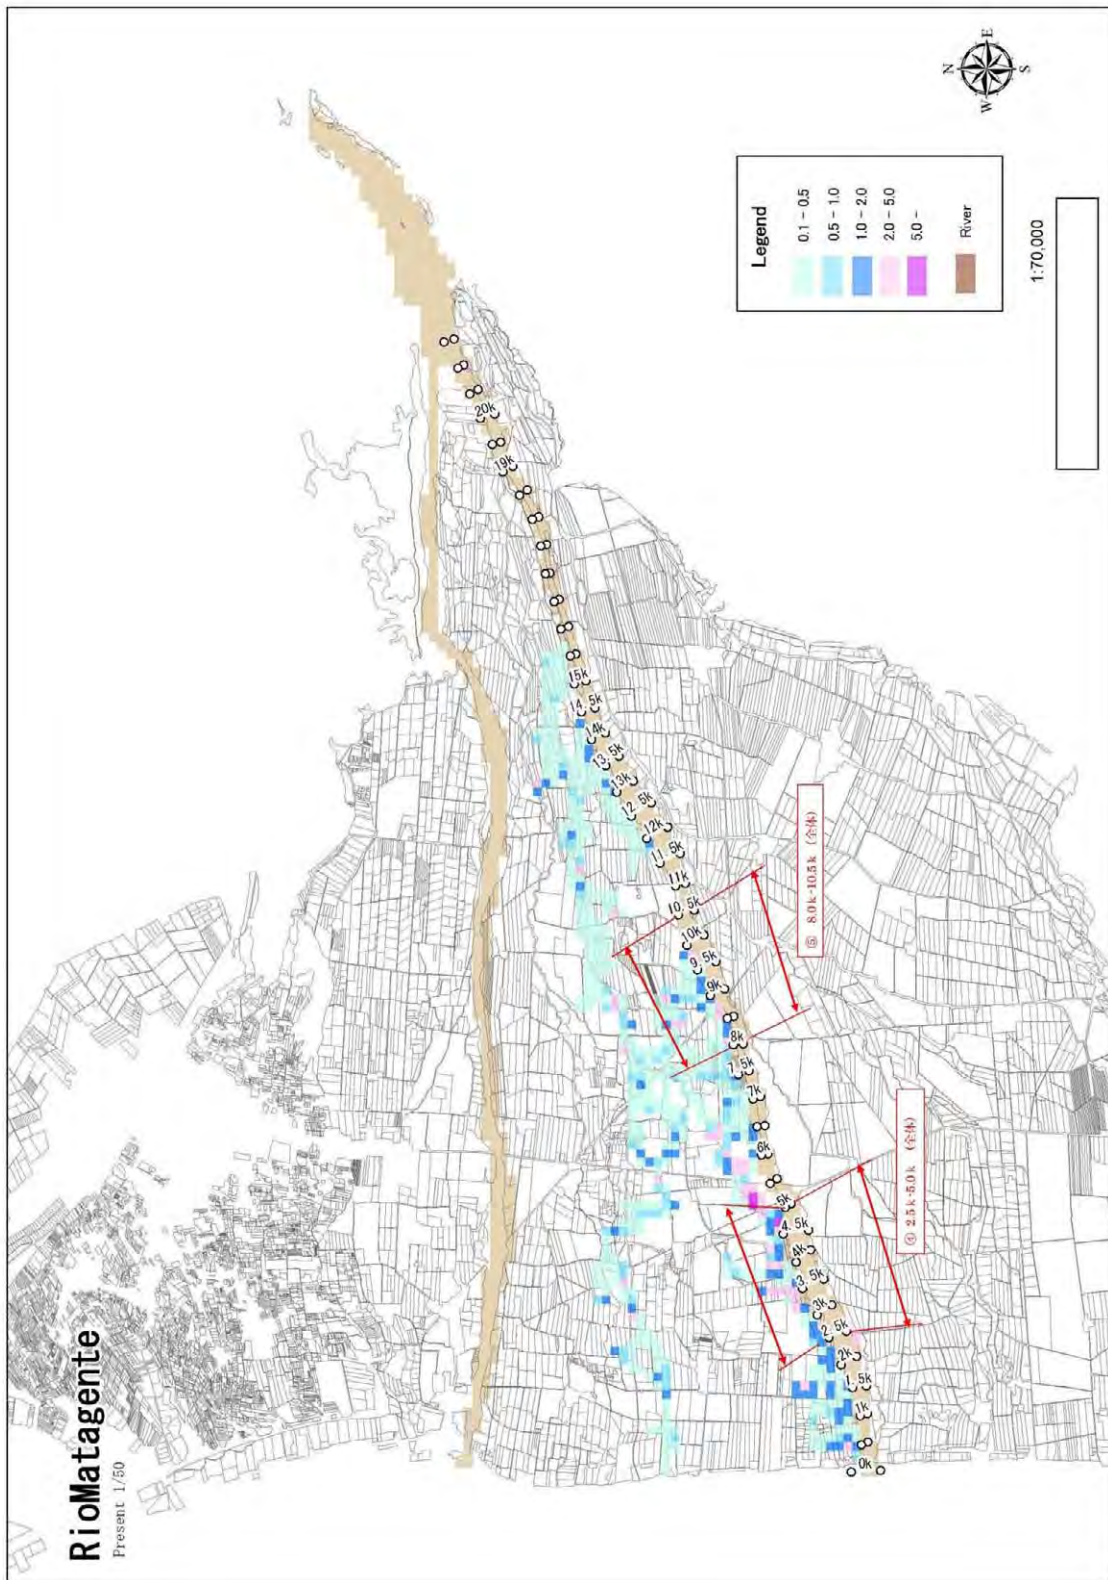 RioMatagente
Present 1/50
N
E
W
S
Legend
0.1 - 0.5
0.5 - 1.0
1.0 - 2.0
2.0 - 5.0
5.0 -
River
1:70,000
0k
1k
1.5k
2k
2.5k
3k
3.5k
4k
4.5k
5k
6k
7k
7.5k
8k
9k
9.5k
10k
10.5k
11k
11.5k
12k
12.5k
13k
13.5k
14k
14.5k
15k
19k
20k
④ 2.5k-5.0k (全体)
⑤ 8.0k-10.5k (全体)